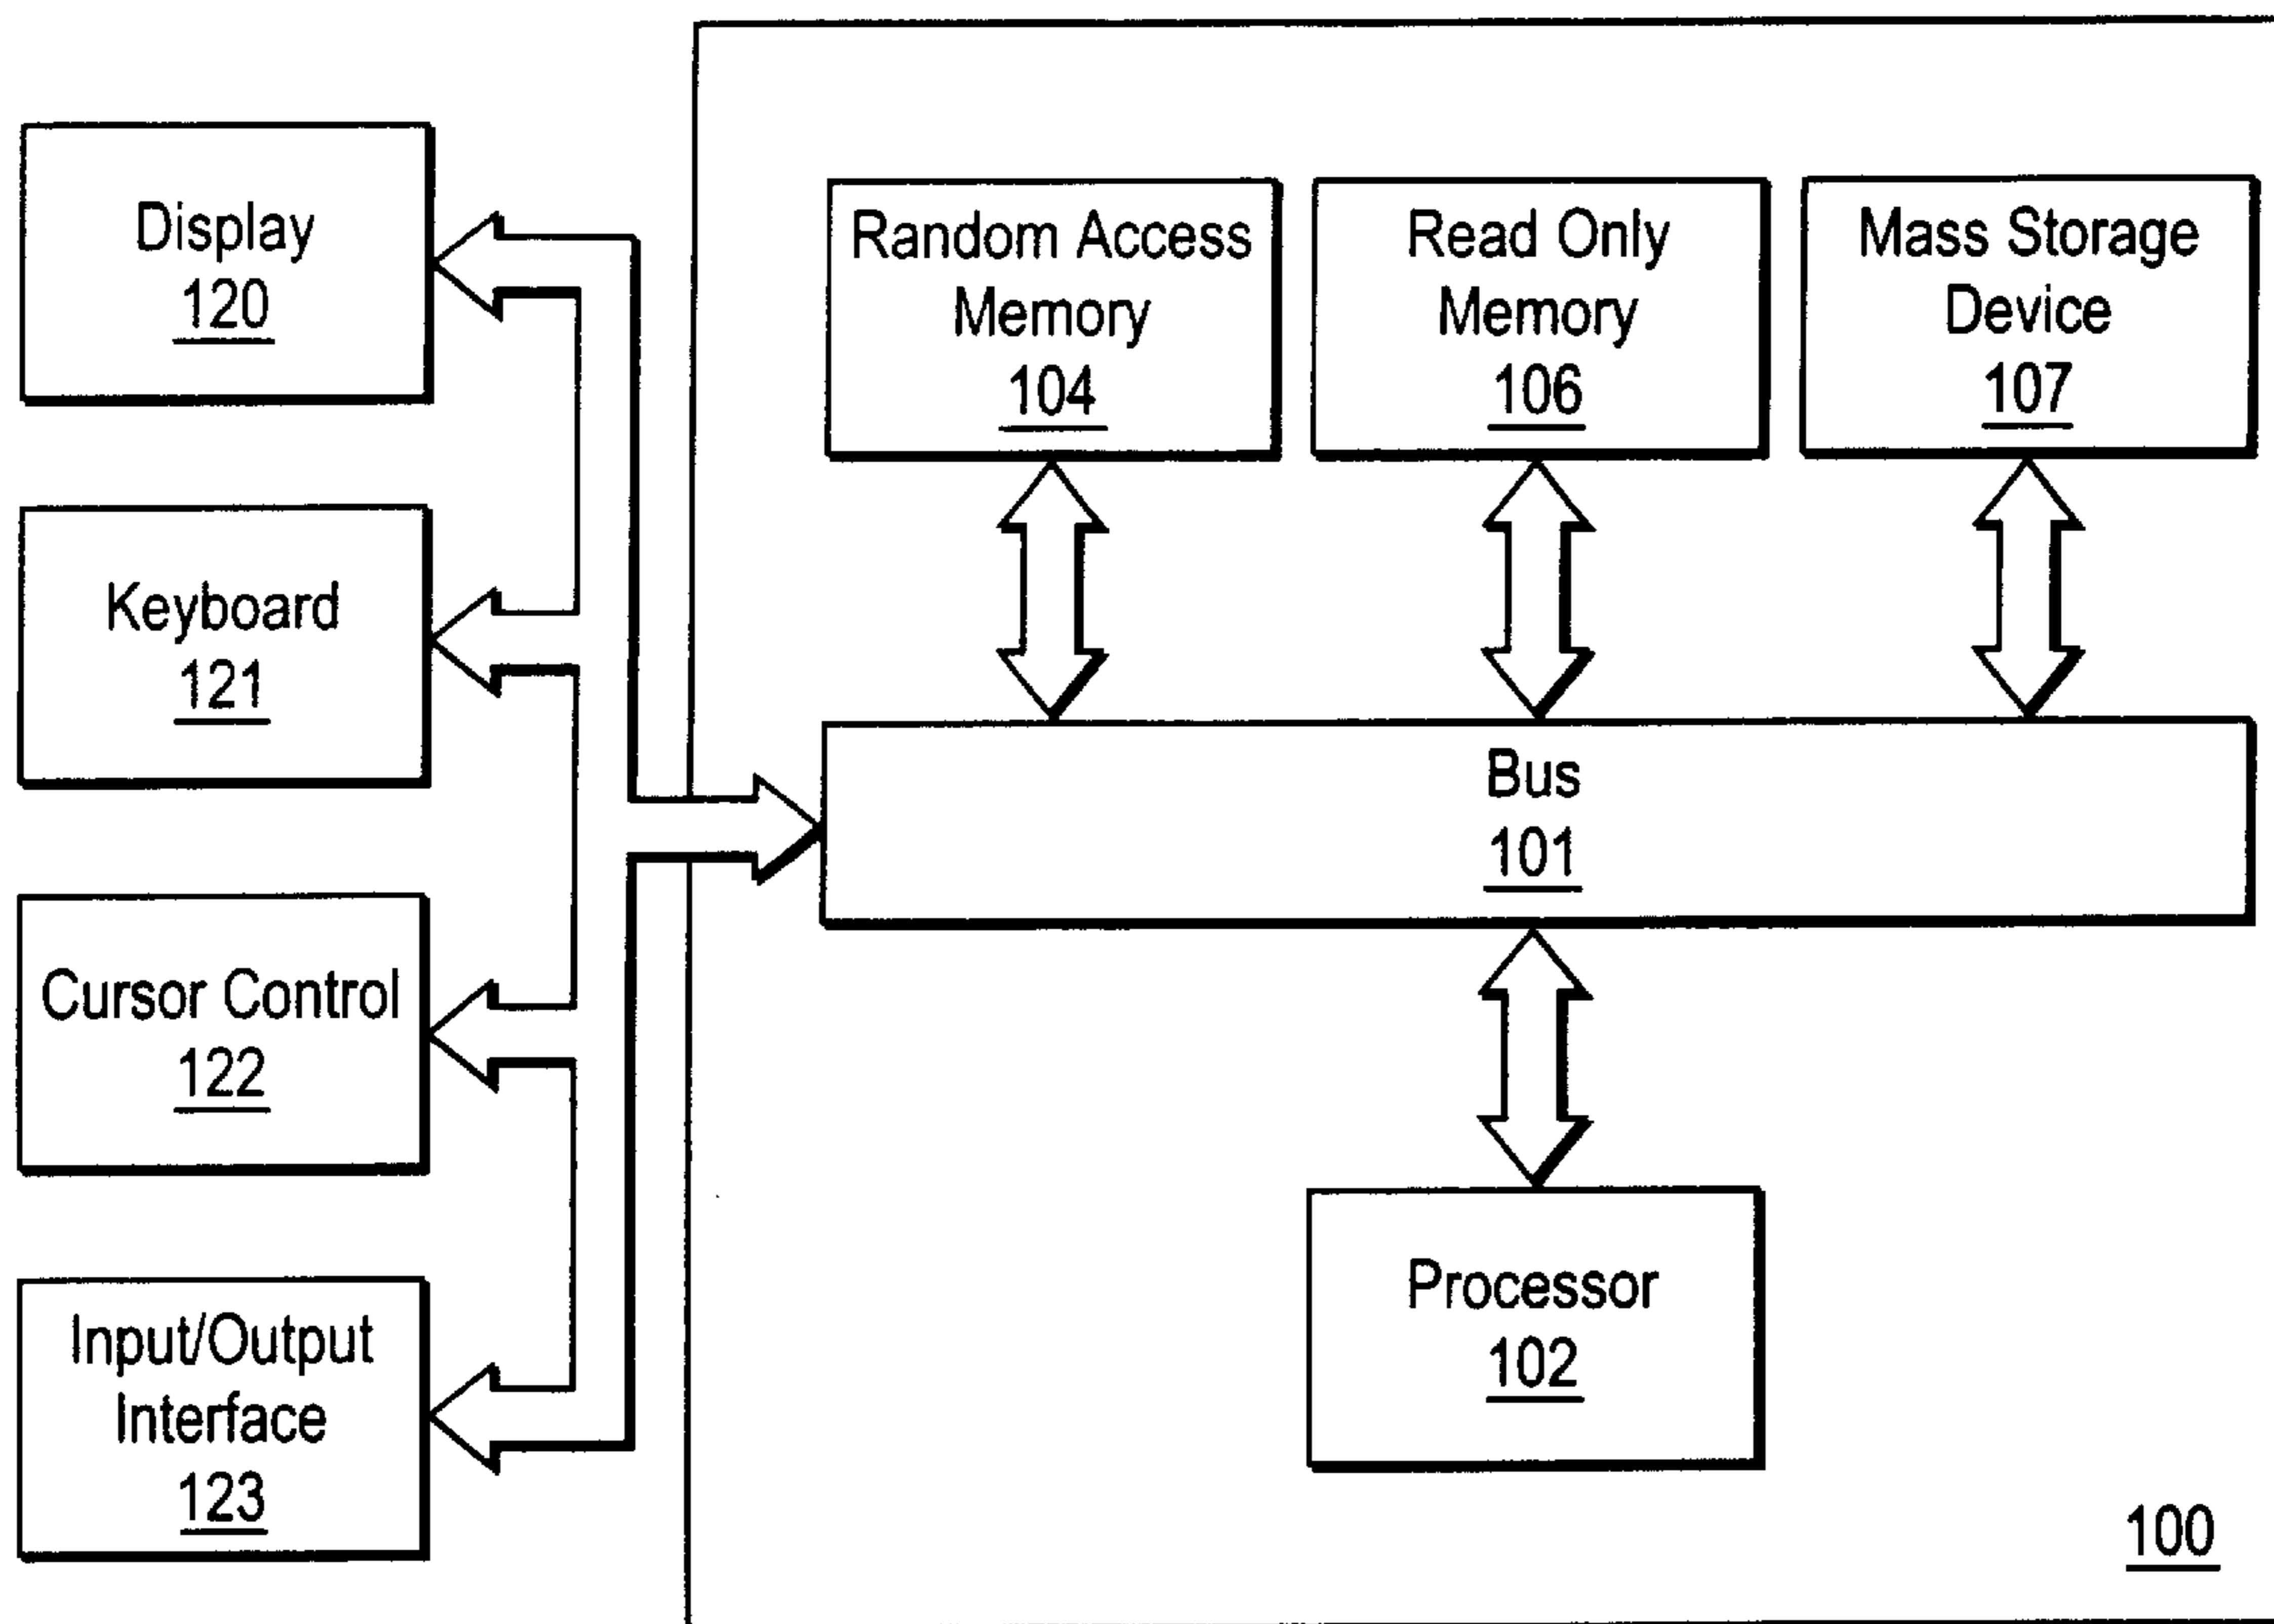 Display
120
Keyboard
121
Cursor Control
122
Input/Output
Interface
123
Random Access
Memory
104
Read Only
Memory
106
Mass Storage
Device
107
Bus
101
Processor
102
100